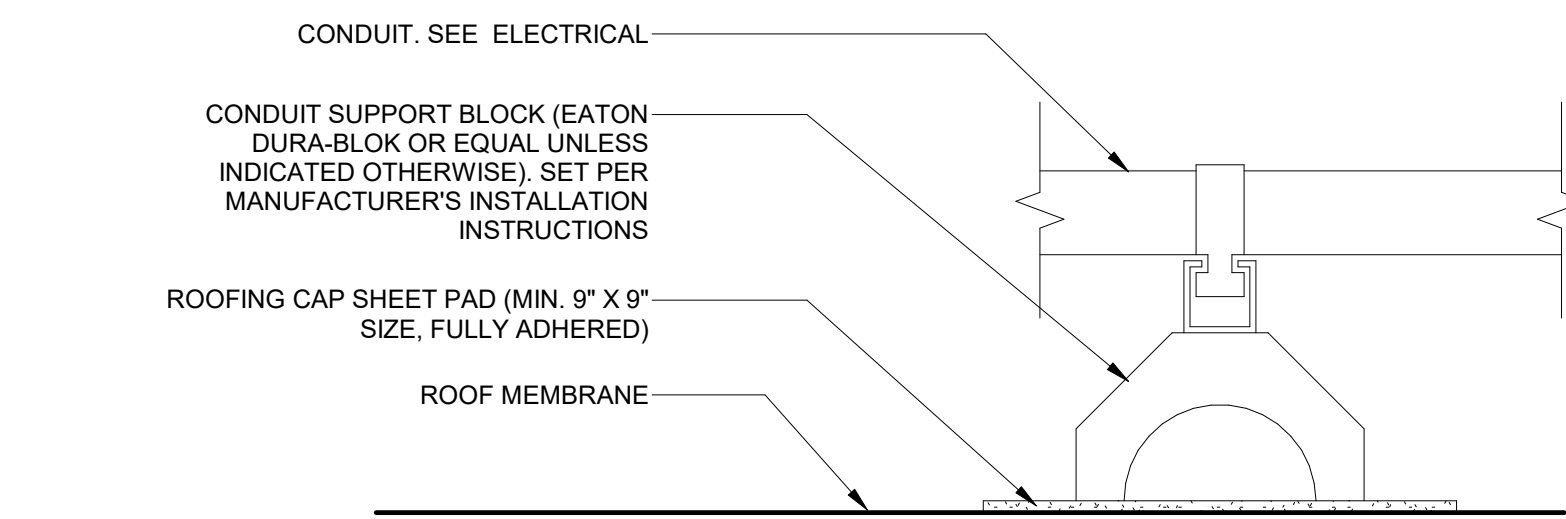 CONDUIT. SEE ELECTRICAL
CONDUIT SUPPORT BLOCK (EATON
DURA-BLOK OR EQUAL UNLESS
INDICATED OTHERWISE). SET PER
MANUFACTURER'S INSTALLATION
INSTRUCTIONS
ROOFING CAP SHEET PAD (MIN. 9" X 9"
SIZE, FULLY ADHERED)
ROOF MEMBRANE